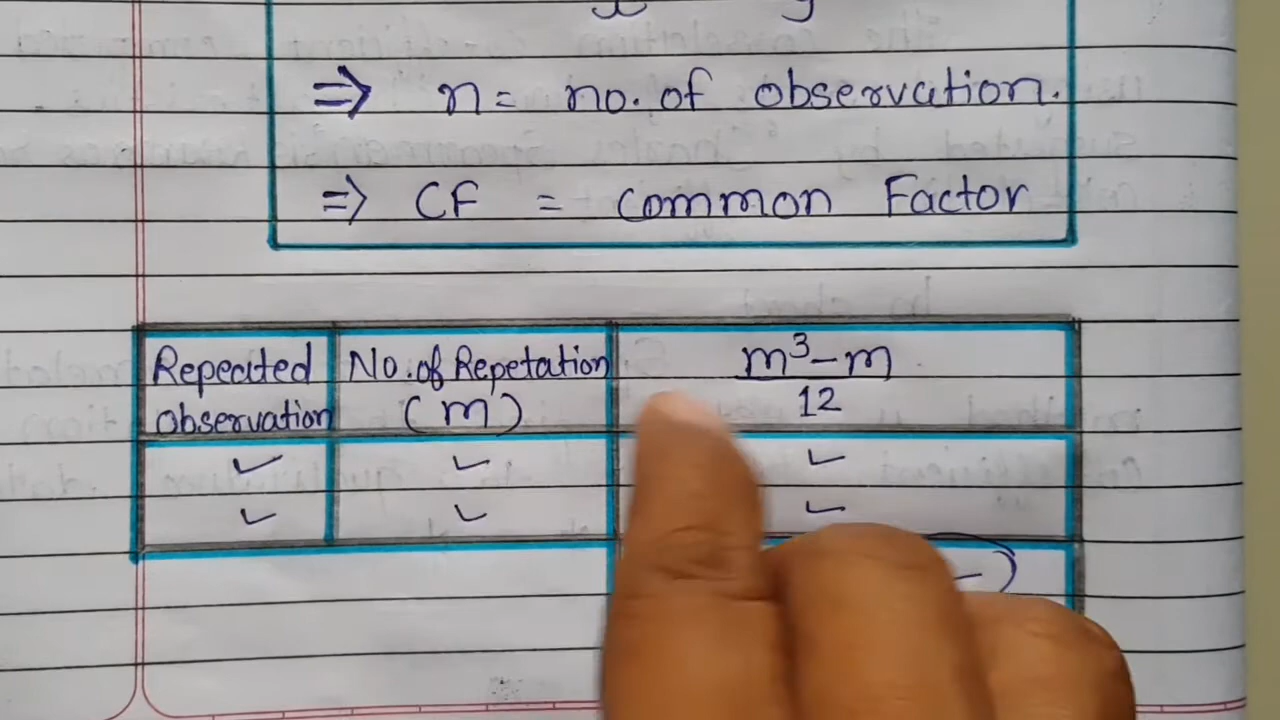 ⇒ n = no. of observation.
⇒ CF = Common Factor
Repeated observation
No. of Repetation (m)
m³-m
12
✓ ✓ ✓
✓ ✓ ✓